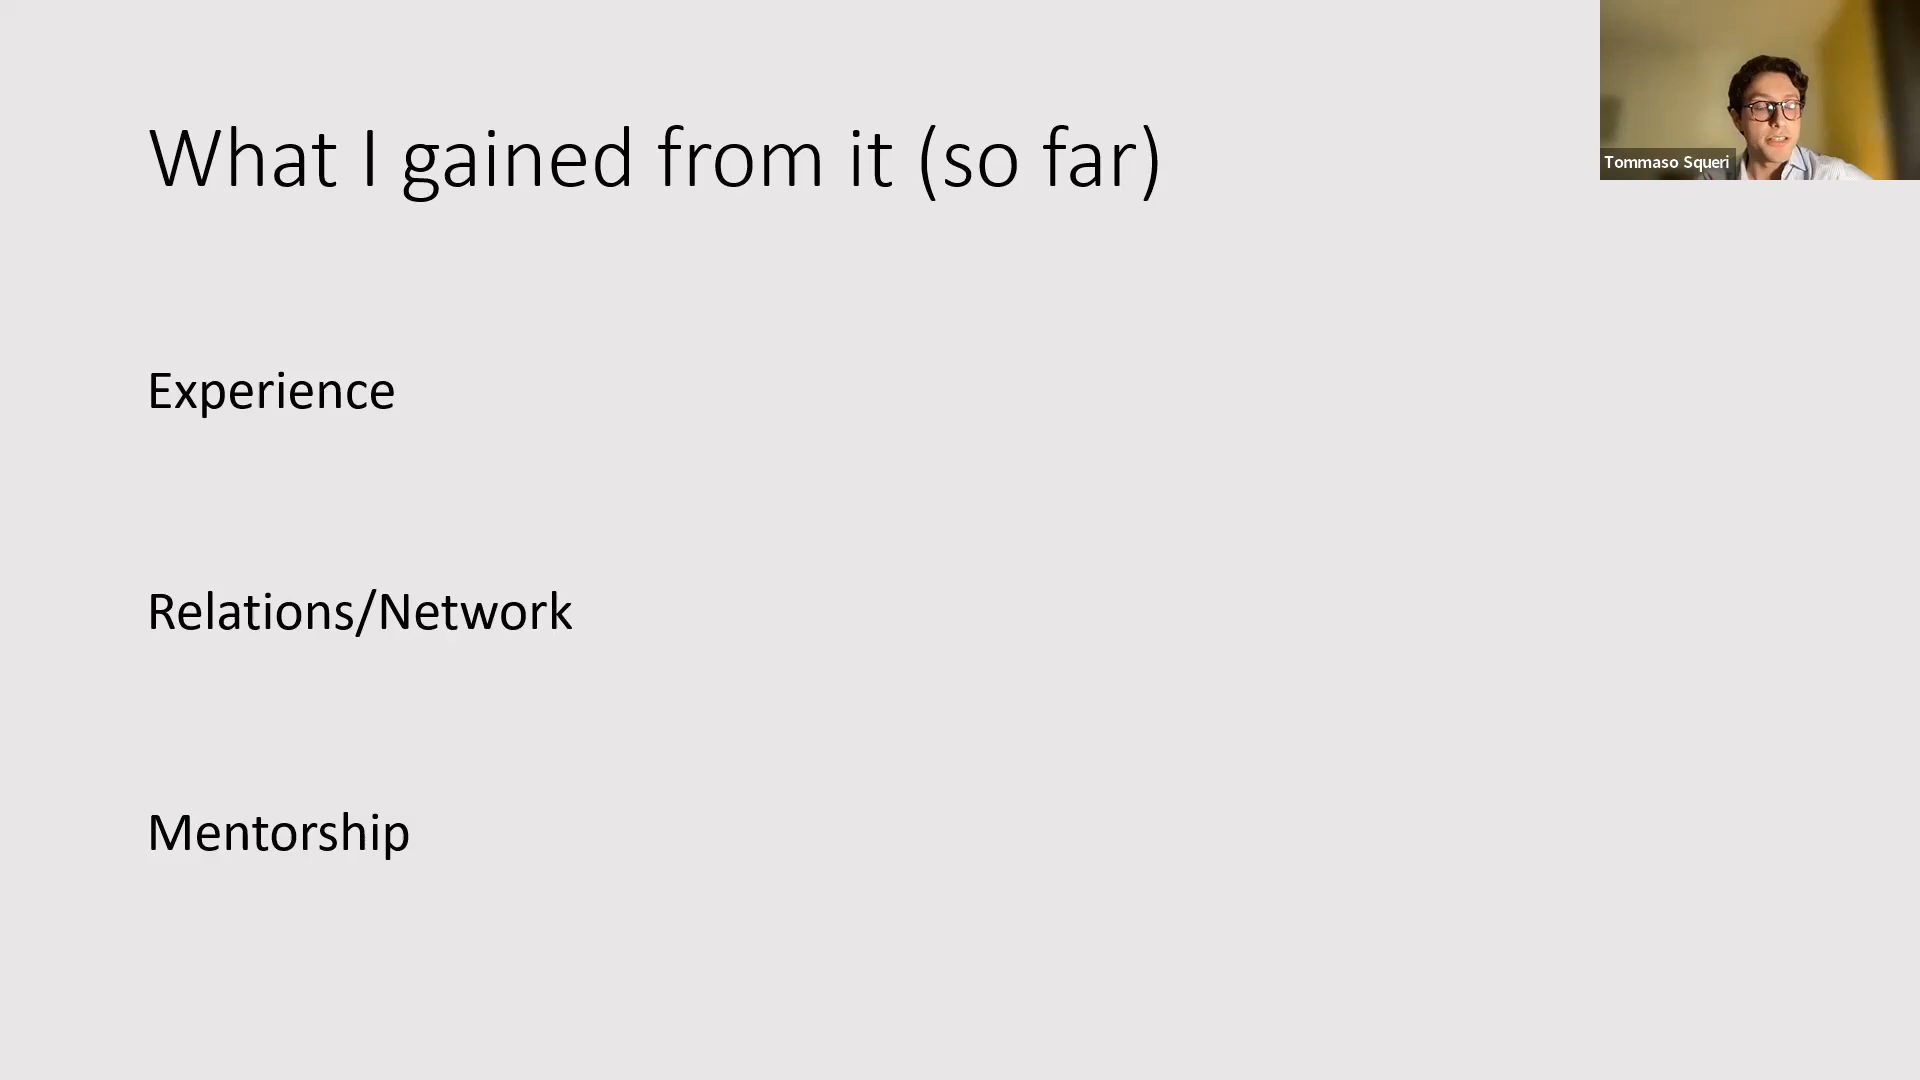 What I gained from it (so far)
Tommaso Squeri
Experience
Relations/Network
Mentorship